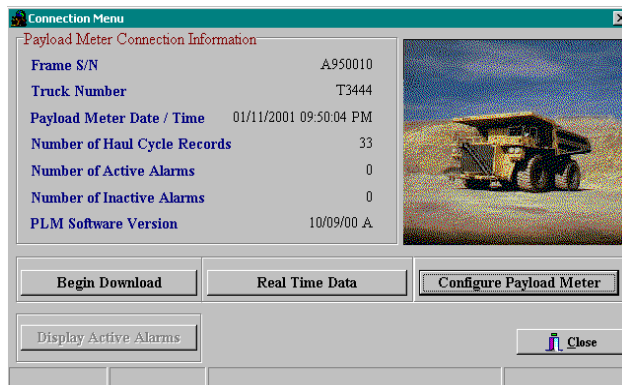 Connection Menu
Payload Meter Connection Information
Frame S/N A950010
Truck Number T3444
Payload Meter Date / Time 01/11/2001 09:50:04 PM
Number of Haul Cycle Records 33
Number of Active Alarms 0
Number of Inactive Alarms 0
PLM Software Version 10/09/00 A
Begin Download Real Time Data Configure Payload Meter
Display Active Alarms
Close